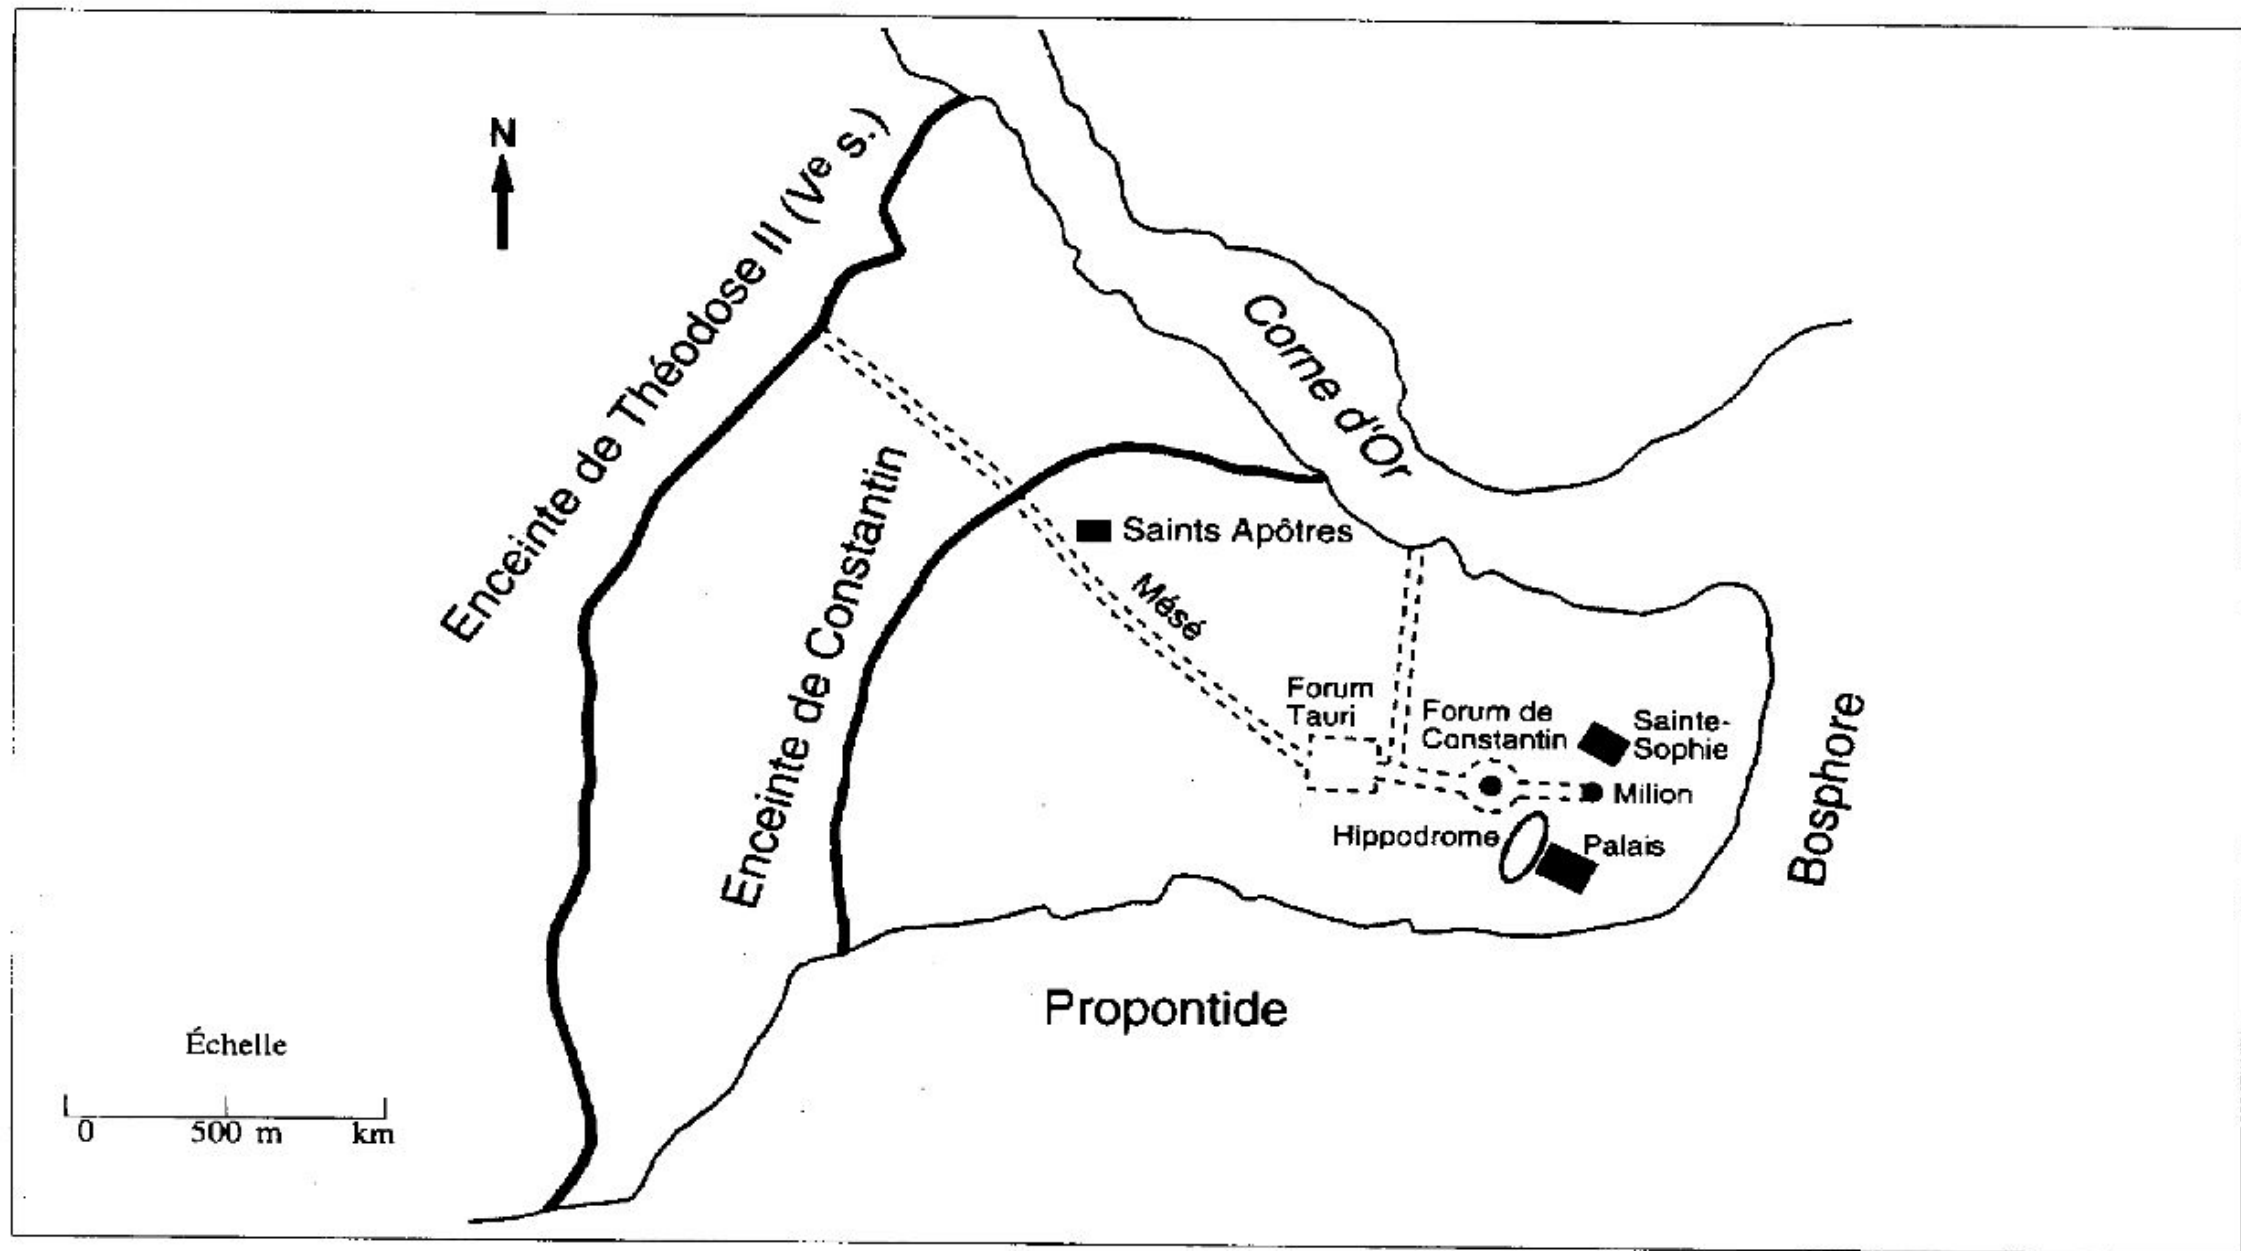 N
Enceinte de Théodose II (Ve s.)
Corne d'Or
Enceinte de Constantin
Saints Apôtres
Mésé
Forum
Tauri
Forum de
Constantin
Sainte-
Sophie
Milion
Hippodrome
Palais
Bosphore
Propontide
Échelle
0 500 m km